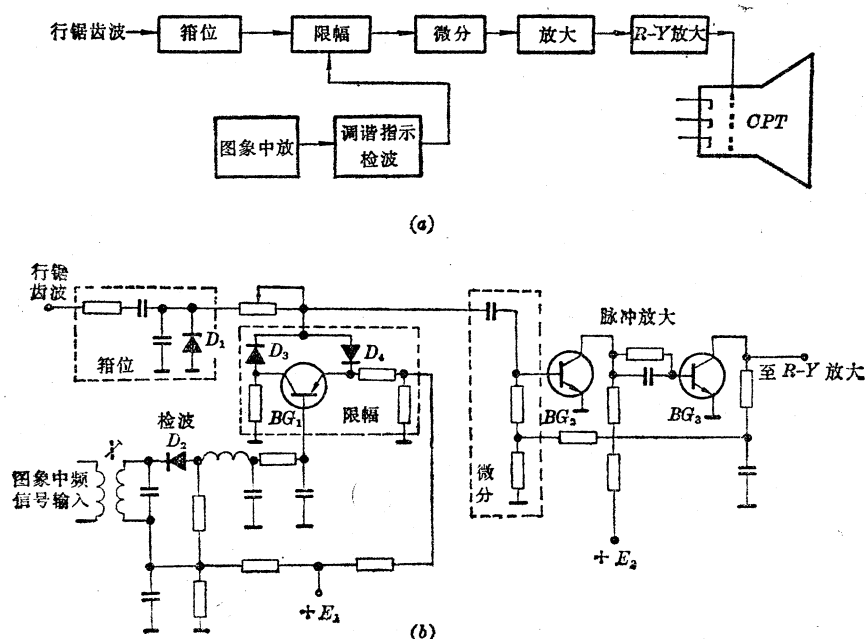 行锯齿波
箝位
限幅
微分
放大
R-Y放大
图象中放
调谐指示
检波
CPT
(a)
行锯
齿波
箝位
D₁
D₃
D₄
BG₁
限幅
检波
D₂
图象中频
信号输入
+E₁
微分
脉冲放大
BG₂
BG₃
至 R-Y 放大
+E₂
(b)